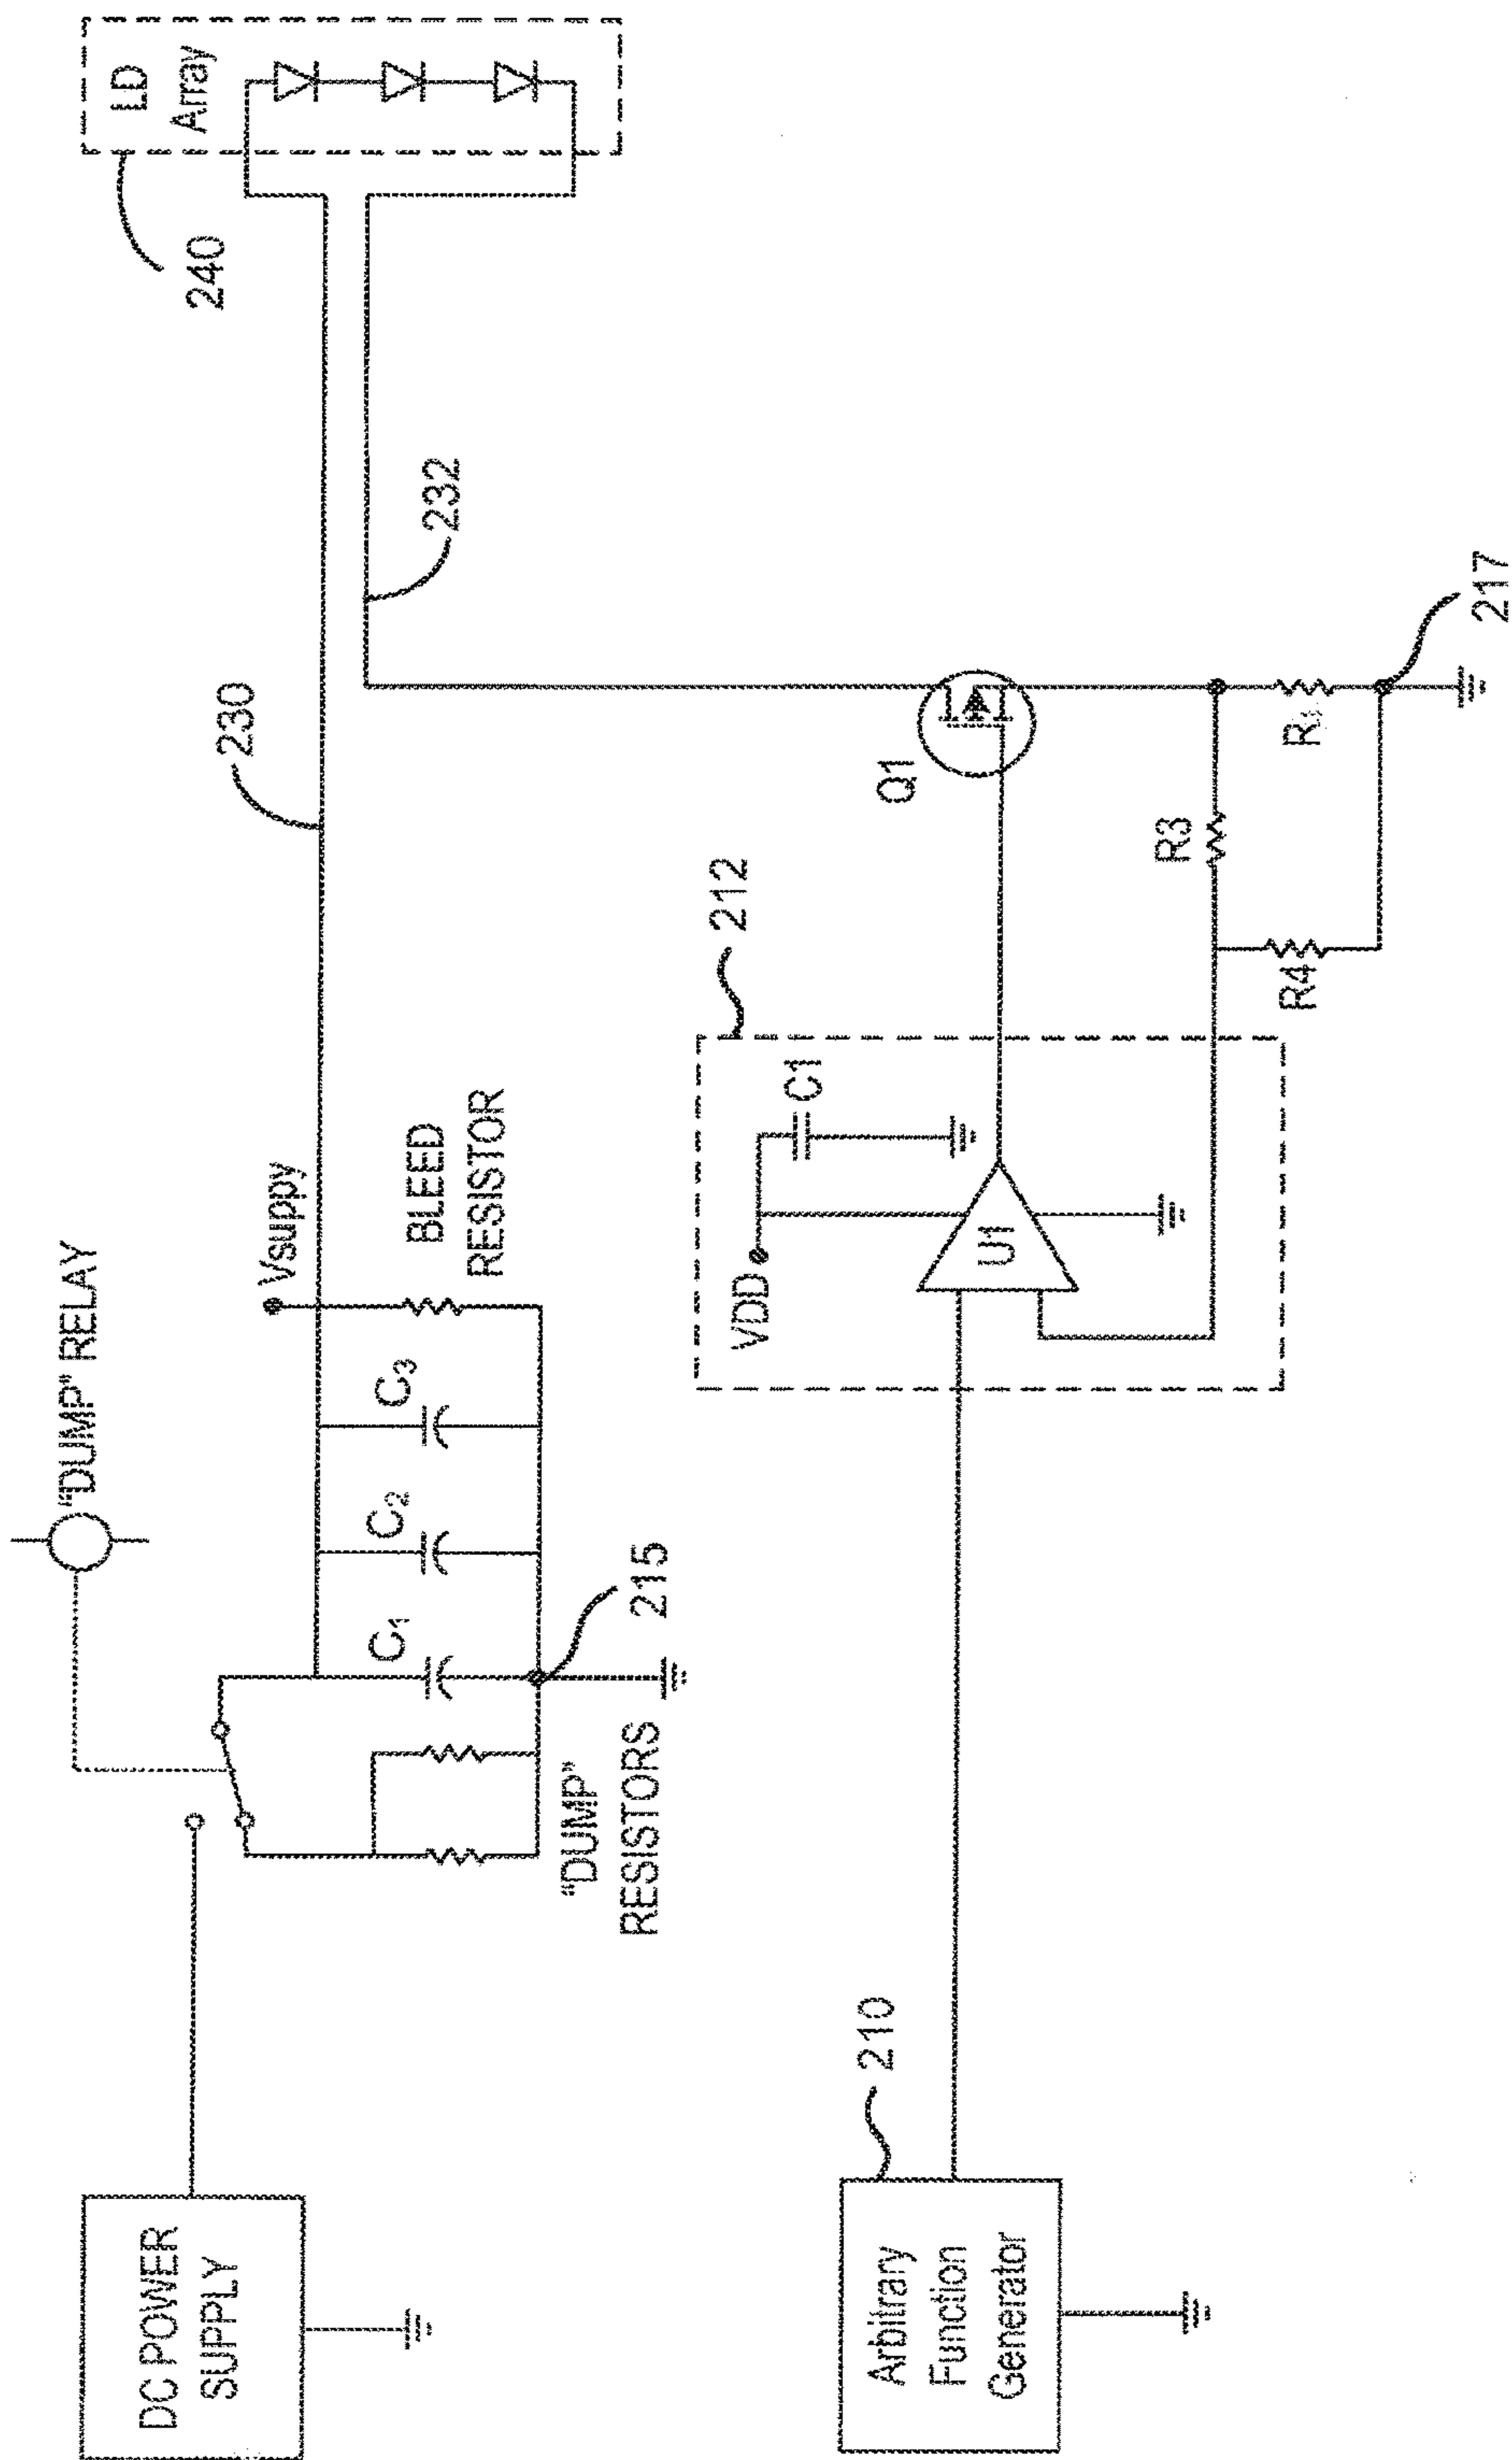 "DUMP" RELAY
DC POWER
SUPPLY
C1
C2
C3
Vsuppy
BLEED
RESISTOR
215
"DUMP"
RESISTORS
230
232
240
LD
Array
Arbitrary
Function
Generator
210
VDD
C1
U1
212
Q1
R3
R4
217